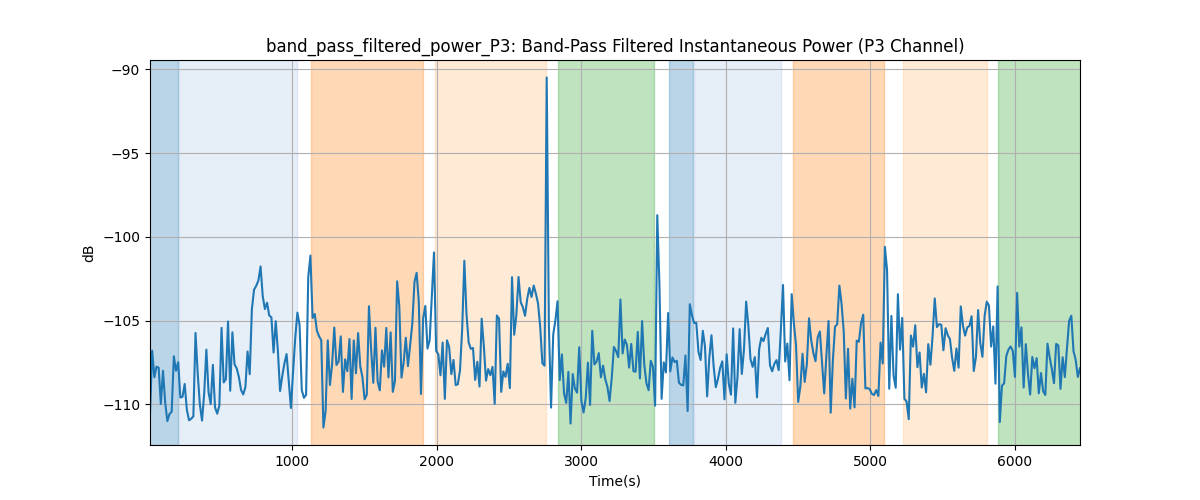 band_pass_filtered_power_P3: Band-Pass Filtered Instantaneous Power (P3 Channel)
−90
−95
−100
−105
−110
dB
1000 2000 3000 4000 5000 6000
Time(s)